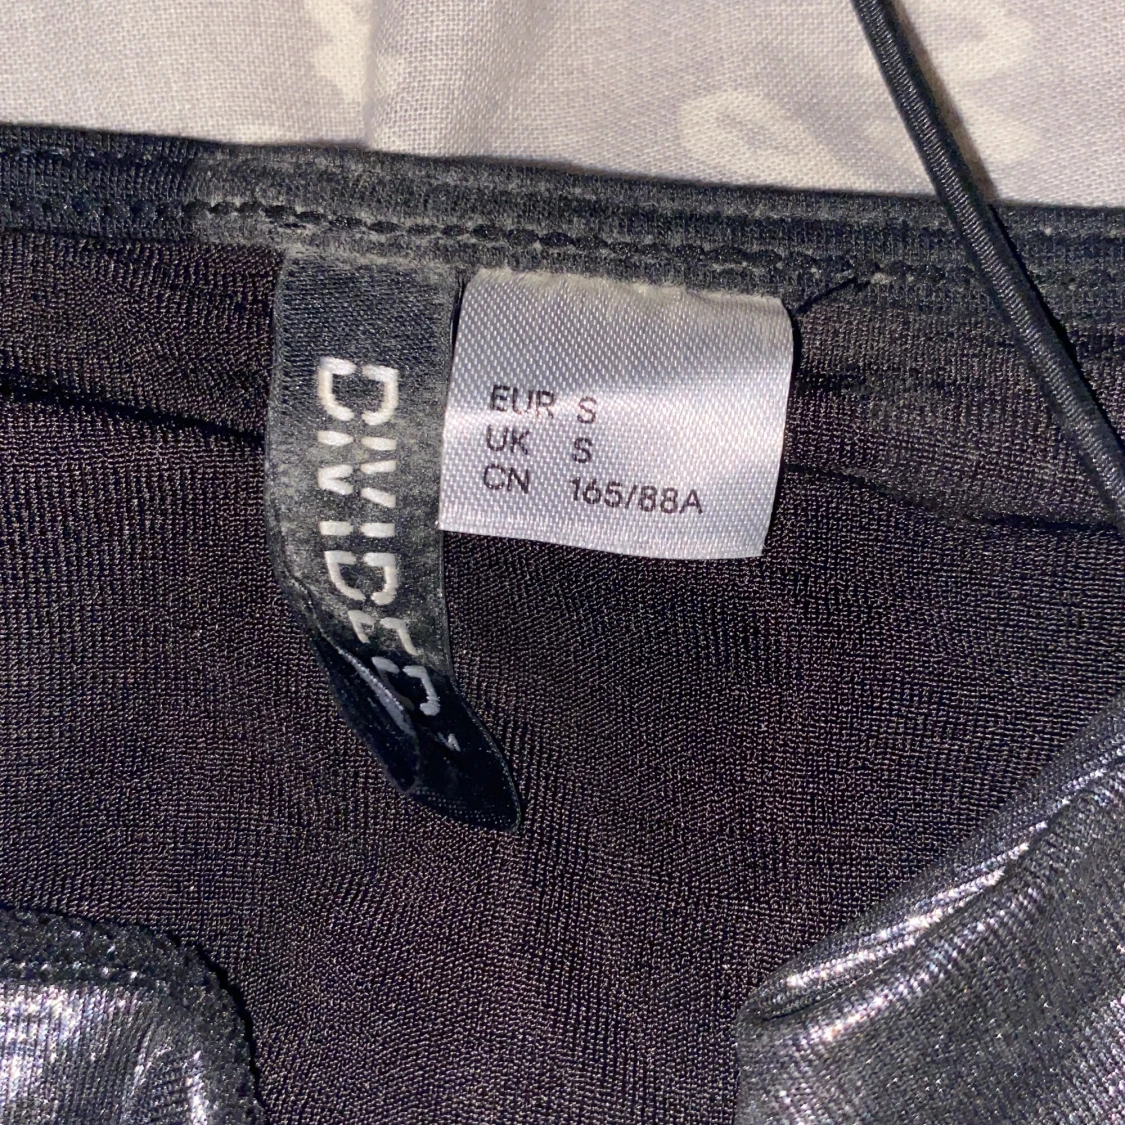 DIVIDED
EUR S
UK S
CN 165/88A